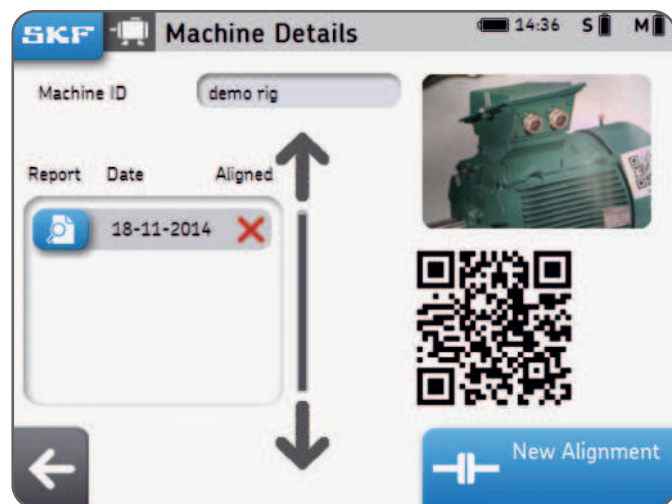 SKF Machine Details 14:36 S M
Machine ID demo rig
Report Date Aligned
18-11-2014
New Alignment